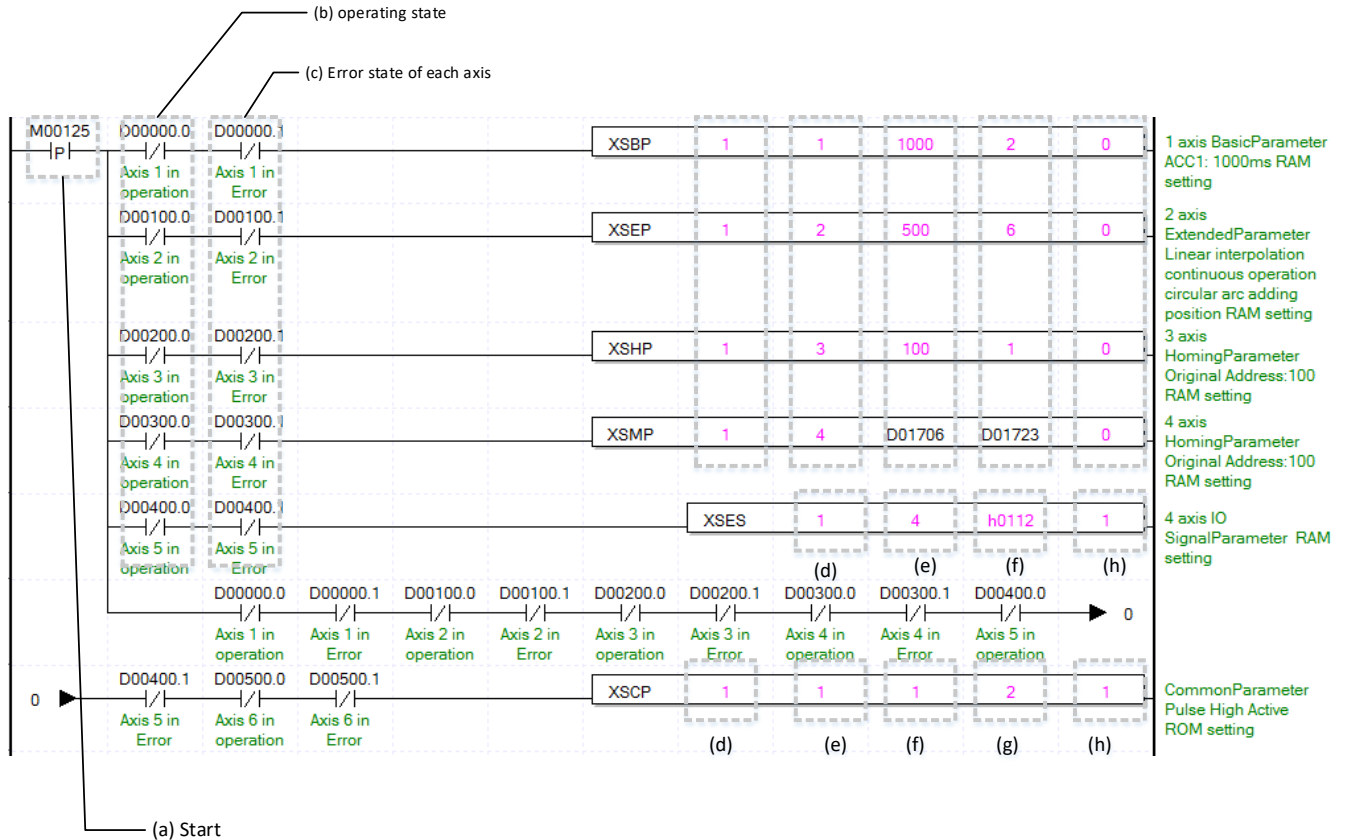 (b) operating state
(c) Error state of each axis
M00125 D00000.0 D00000.1
P
XSBP 1 1 1000 2 0
Axis 1 in operation
Axis 1 in Error
1 axis BasicParameter
ACC1: 1000ms RAM
setting
D00100.0 D00100.1
XSEP 1 2 500 6 0
Axis 2 in operation
Axis 2 in Error
2 axis
ExtendedParameter
Linear interpolation
continuous operation
circular arc adding
position RAM setting
D00200.0 D00200.1
XSHP 1 3 100 1 0
Axis 3 in operation
Axis 3 in Error
3 axis
HomingParameter
Original Address:100
RAM setting
D00300.0 D00300.1
XSMP 1 4 D01706 D01723 0
Axis 4 in operation
Axis 4 in Error
4 axis
HomingParameter
Original Address:100
RAM setting
D00400.0 D00400.1
XSES 1 4 h0112 1
Axis 5 in operation
Axis 5 in Error
4 axis IO
SignalParameter RAM
setting
(d) (e) (f) (h)
D00000.0 D00000.1 D00100.0 D00100.1 D00200.0 D00200.1 D00300.0 D00300.1 D00400.0
0
Axis 1 in Axis 1 in Axis 2 in Axis 2 in Axis 3 in Axis 3 in Axis 4 in Axis 4 in Axis 5 in
operation Error operation Error operation Error operation Error operation
D00400.1 D00500.0 D00500.1
0 XSCP 1 1 1 2 1
Axis 5 in Axis 6 in Axis 6 in
Error operation Error
CommonParameter
Pulse High Active
ROM setting
(d) (e) (f) (g) (h)
(a) Start